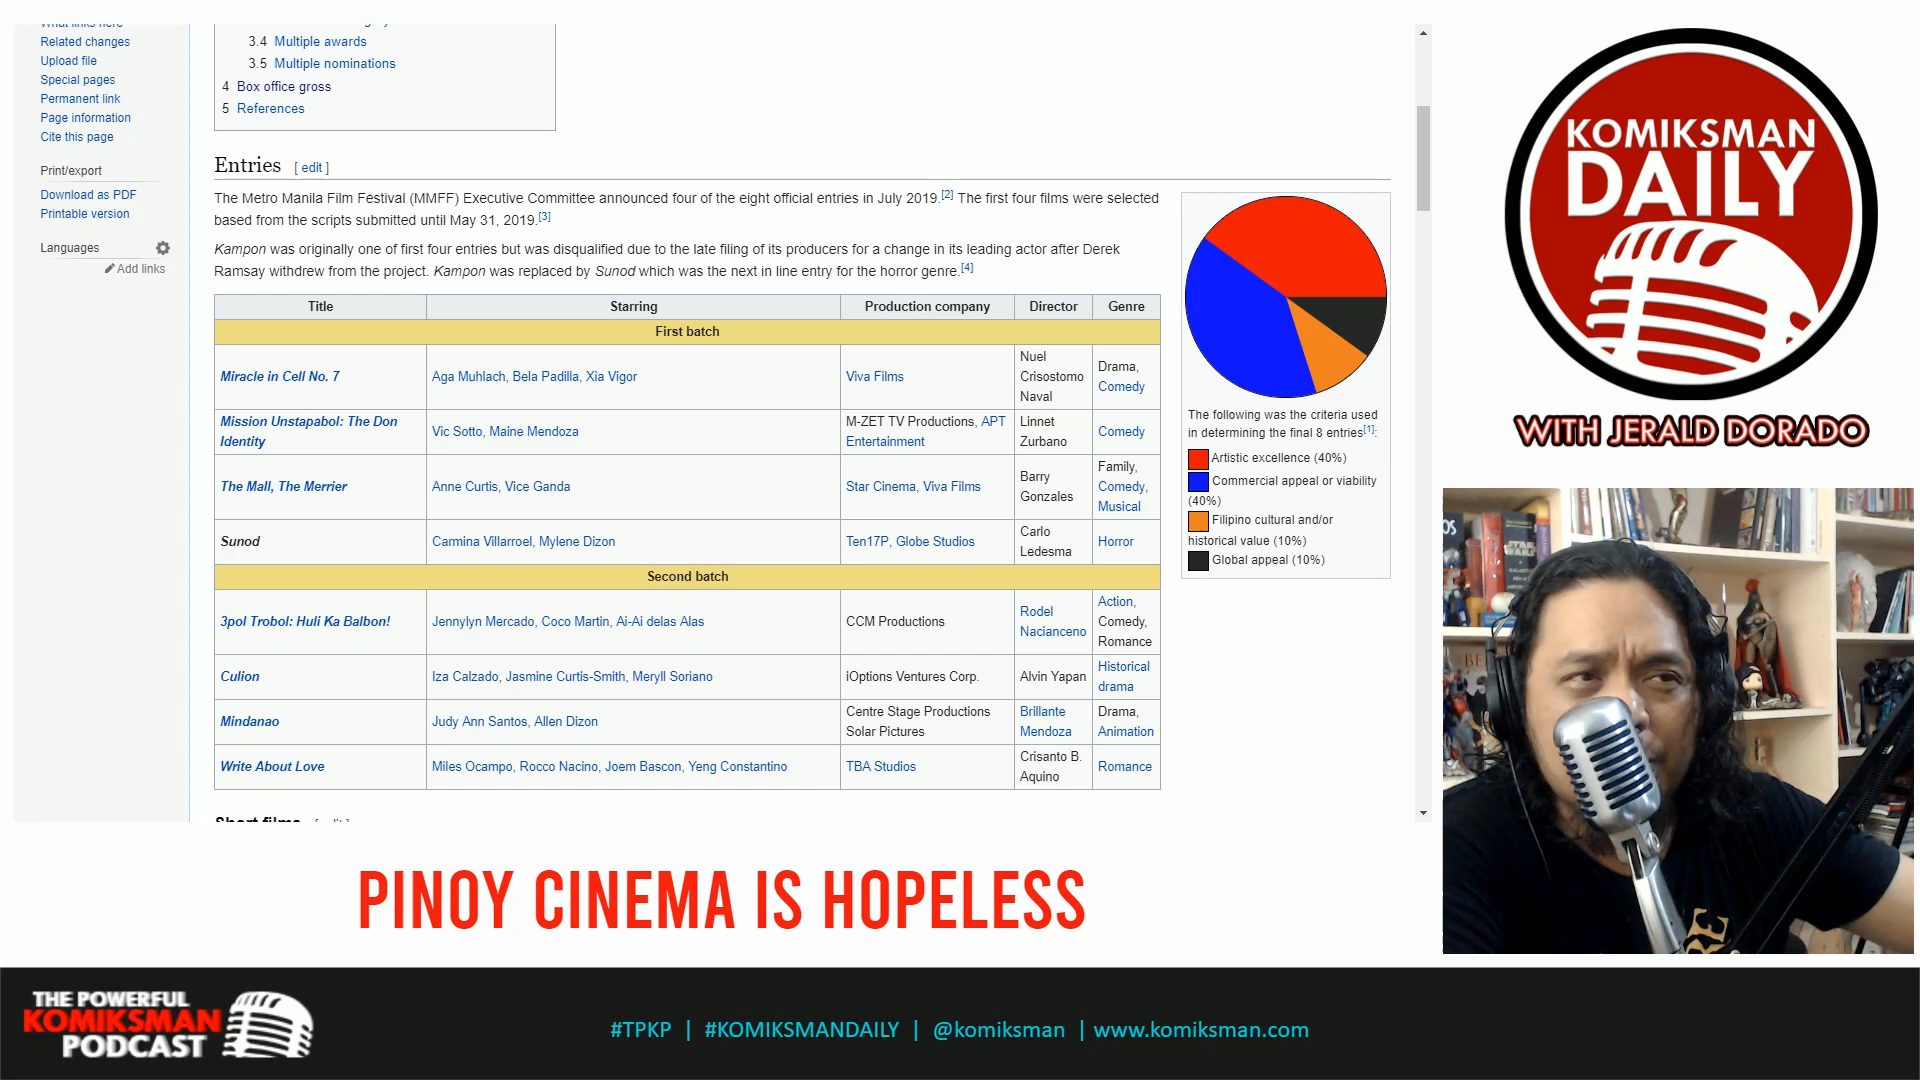 What links here
Related changes
Upload file
Special pages
Permanent link
Page information
Cite this page
Print/export
Download as PDF
Printable version
Languages
Add links
3.4 Multiple awards
3.5 Multiple nominations
4 Box office gross
5 References
Entries [ edit ]
The Metro Manila Film Festival (MMFF) Executive Committee announced four of the eight official entries in July 2019.[2] The first four films were selected
based from the scripts submitted until May 31, 2019.[3]
Kampon was originally one of first four entries but was disqualified due to the late filing of its producers for a change in its leading actor after Derek
Ramsay withdrew from the project. Kampon was replaced by Sunod which was the next in line entry for the horror genre.[4]
Title Starring Production company Director Genre
First batch
Miracle in Cell No. 7 Aga Muhlach, Bela Padilla, Xia Vigor Viva Films Nuel Crisostomo Naval Drama, Comedy
Mission Unstapabol: The Don Identity Vic Sotto, Maine Mendoza M-ZET TV Productions, APT Entertainment Linnet Zurbano Comedy
The Mall, The Merrier Anne Curtis, Vice Ganda Star Cinema, Viva Films Barry Gonzales Family, Comedy, Musical
Sunod Carmina Villarroel, Mylene Dizon Ten17P, Globe Studios Carlo Ledesma Horror
Second batch
3pol Trobol: Huli Ka Balbon! Jennylyn Mercado, Coco Martin, Ai-Ai delas Alas CCM Productions Rodel Nacianceno Action, Comedy, Romance
Culion Iza Calzado, Jasmine Curtis-Smith, Meryll Soriano iOptions Ventures Corp. Alvin Yapan Historical drama
Mindanao Judy Ann Santos, Allen Dizon Centre Stage Productions Solar Pictures Brillante Mendoza Drama, Animation
Write About Love Miles Ocampo, Rocco Nacino, Joem Bascon, Yeng Constantino TBA Studios Crisanto B. Aquino Romance
Short films [ edit ]
The following was the criteria used
in determining the final 8 entries[1]:
Artistic excellence (40%)
Commercial appeal or viability
(40%)
Filipino cultural and/or
historical value (10%)
Global appeal (10%)
KOMIKSMAN
DAILY
WITH JERALD DORADO
STAR
WARS
PINOY CINEMA IS HOPELESS
THE POWERFUL
KOMIKSMAN
PODCAST
#TPKP | #KOMIKSMANDAILY | @komiksman | www.komiksman.com